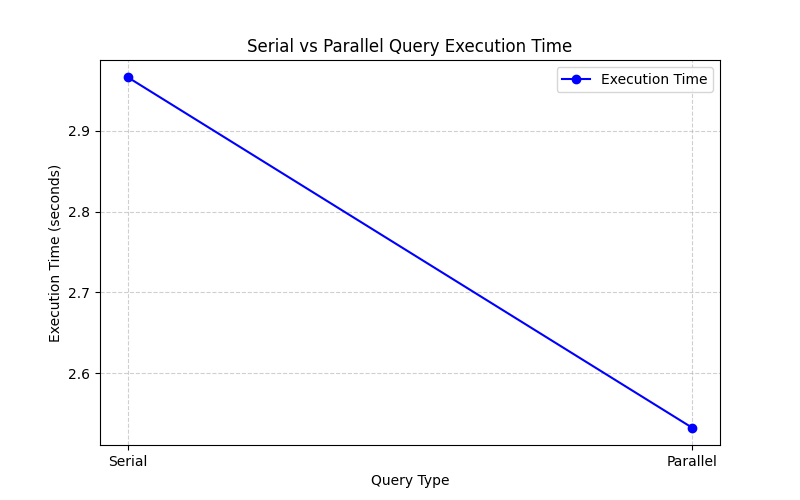 Serial vs Parallel Query Execution Time
Execution Time
Execution Time (seconds)
2.9
2.8
2.7
2.6
Serial
Parallel
Query Type